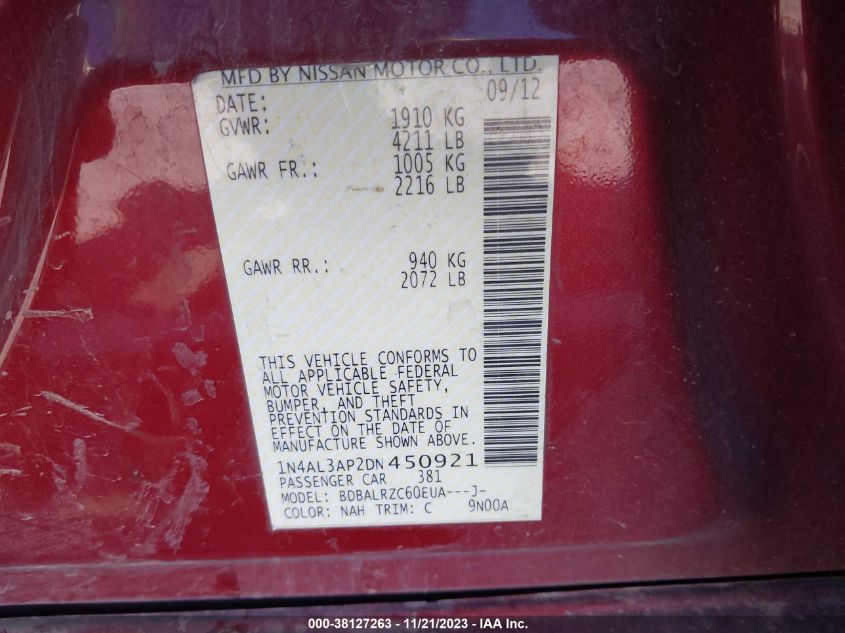 MFD BY NISSAN MOTOR CO., LTD.
DATE: 09/12
GVWR: 1910 KG
4211 LB
GAWR FR.: 1005 KG
2216 LB
GAWR RR.: 940 KG
2072 LB
THIS VEHICLE CONFORMS TO
ALL APPLICABLE FEDERAL
MOTOR VEHICLE SAFETY,
BUMPER, AND THEFT
PREVENTION STANDARDS IN
EFFECT ON THE DATE OF
MANUFACTURE SHOWN ABOVE.
1N4AL3AP2DN450921
PASSENGER CAR 381
MODEL: BDBALRZC60EUA---J-
COLOR: NAH TRIM: C 9N00A
000-38127263 - 11/21/2023 - IAA Inc.